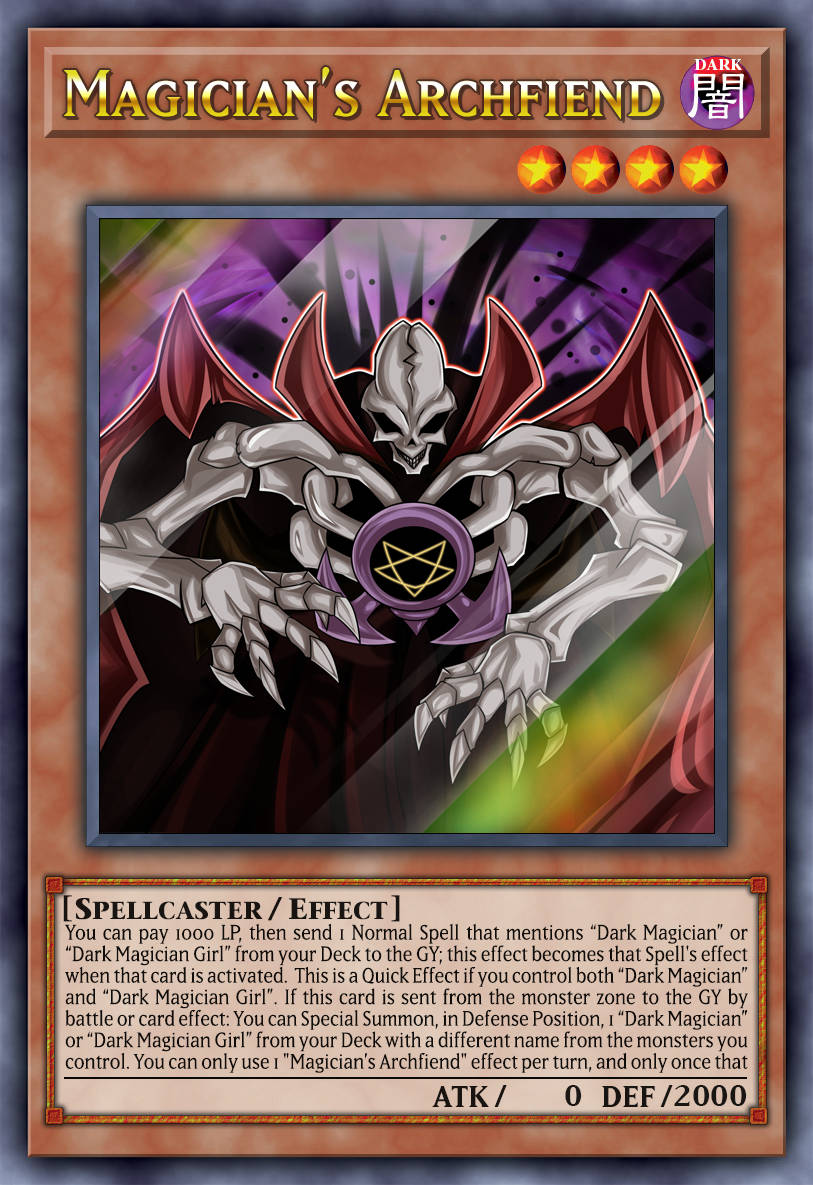 Magician's Archfiend
DARK
闇
[Spellcaster / Effect]
You can pay 1000 LP, then send 1 Normal Spell that mentions “Dark Magician” or
“Dark Magician Girl” from your Deck to the GY; this effect becomes that Spell's effect
when that card is activated. This is a Quick Effect if you control both “Dark Magician”
and “Dark Magician Girl”. If this card is sent from the monster zone to the GY by
battle or card effect: You can Special Summon, in Defense Position, 1 “Dark Magician”
or “Dark Magician Girl” from your Deck with a different name from the monsters you
control. You can only use 1 "Magician's Archfiend" effect per turn, and only once that
ATK / 0 DEF /2000